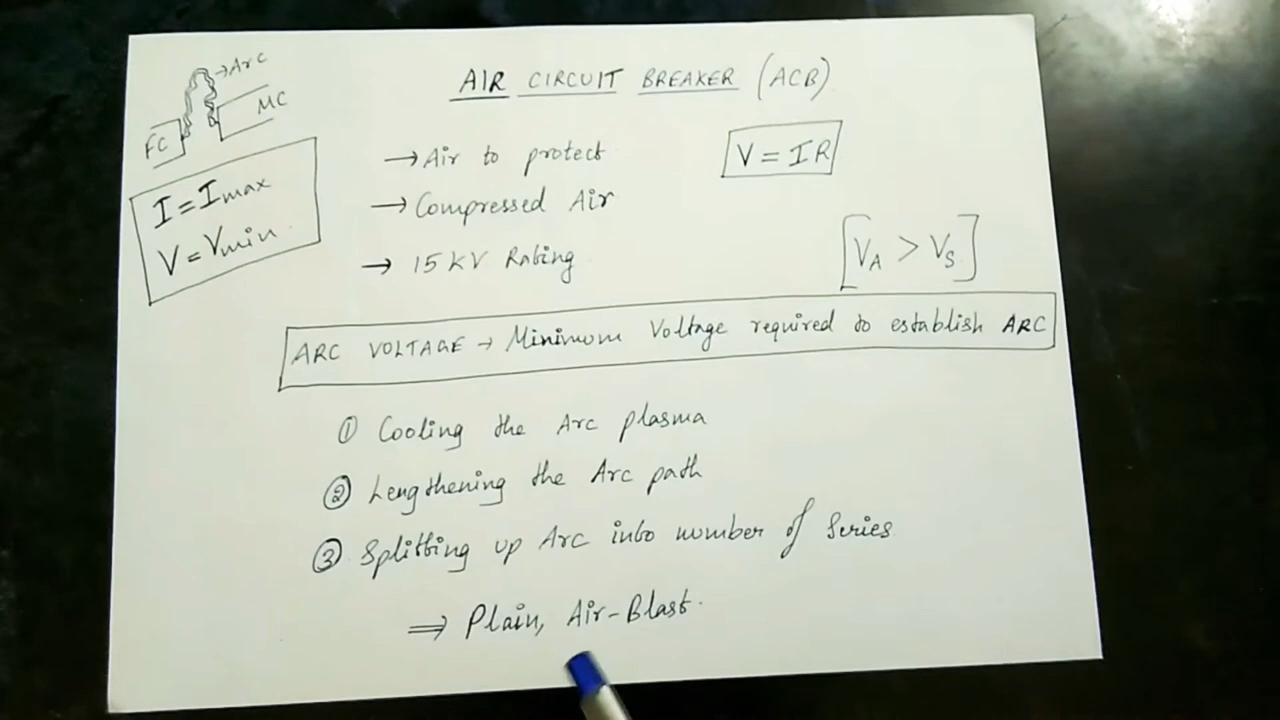 AIR CIRCUIT BREAKER (ACB)
Arc
MC
FC
I = Imax
V = Vmin
→ Air to protect
→ Compressed Air
→ 15 kV Rating
V = IR
[VA > VS]
ARC VOLTAGE → Minimum Voltage required to establish ARC
① Cooling the Arc plasma
② Lengthening the Arc path
③ Splitting up Arc into number of Series
⇒ Plain, Air-Blast.